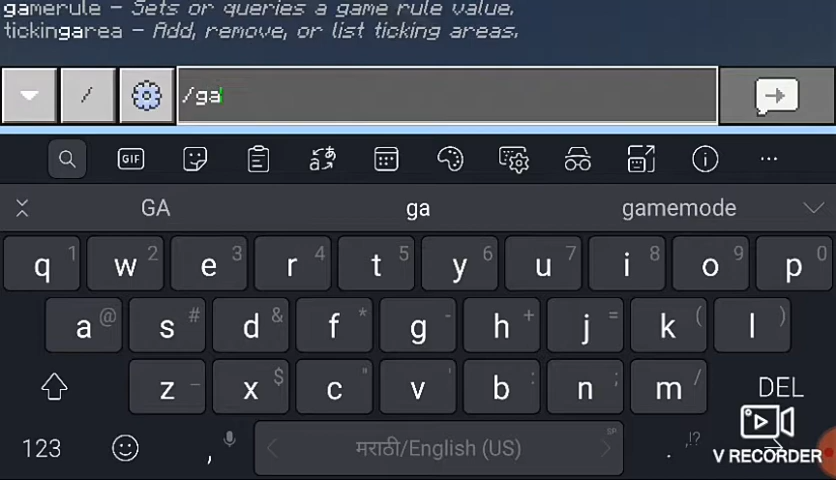 gamerule – Sets or queries a game rule value.
tickingarea – Add, remove, or list ticking areas.
/ /ga
GIF
GA ga gamemode
q 1 w 2 e 3 r 4 t 5 y 6 u 7 i 8 o 9 p 0
a @ s # d & f * g - h + j = k ( l )
z _ x $ c " v ' b : n ; m / DEL
123 , मराठी/English (US) SP . ,!?
V RECORDER